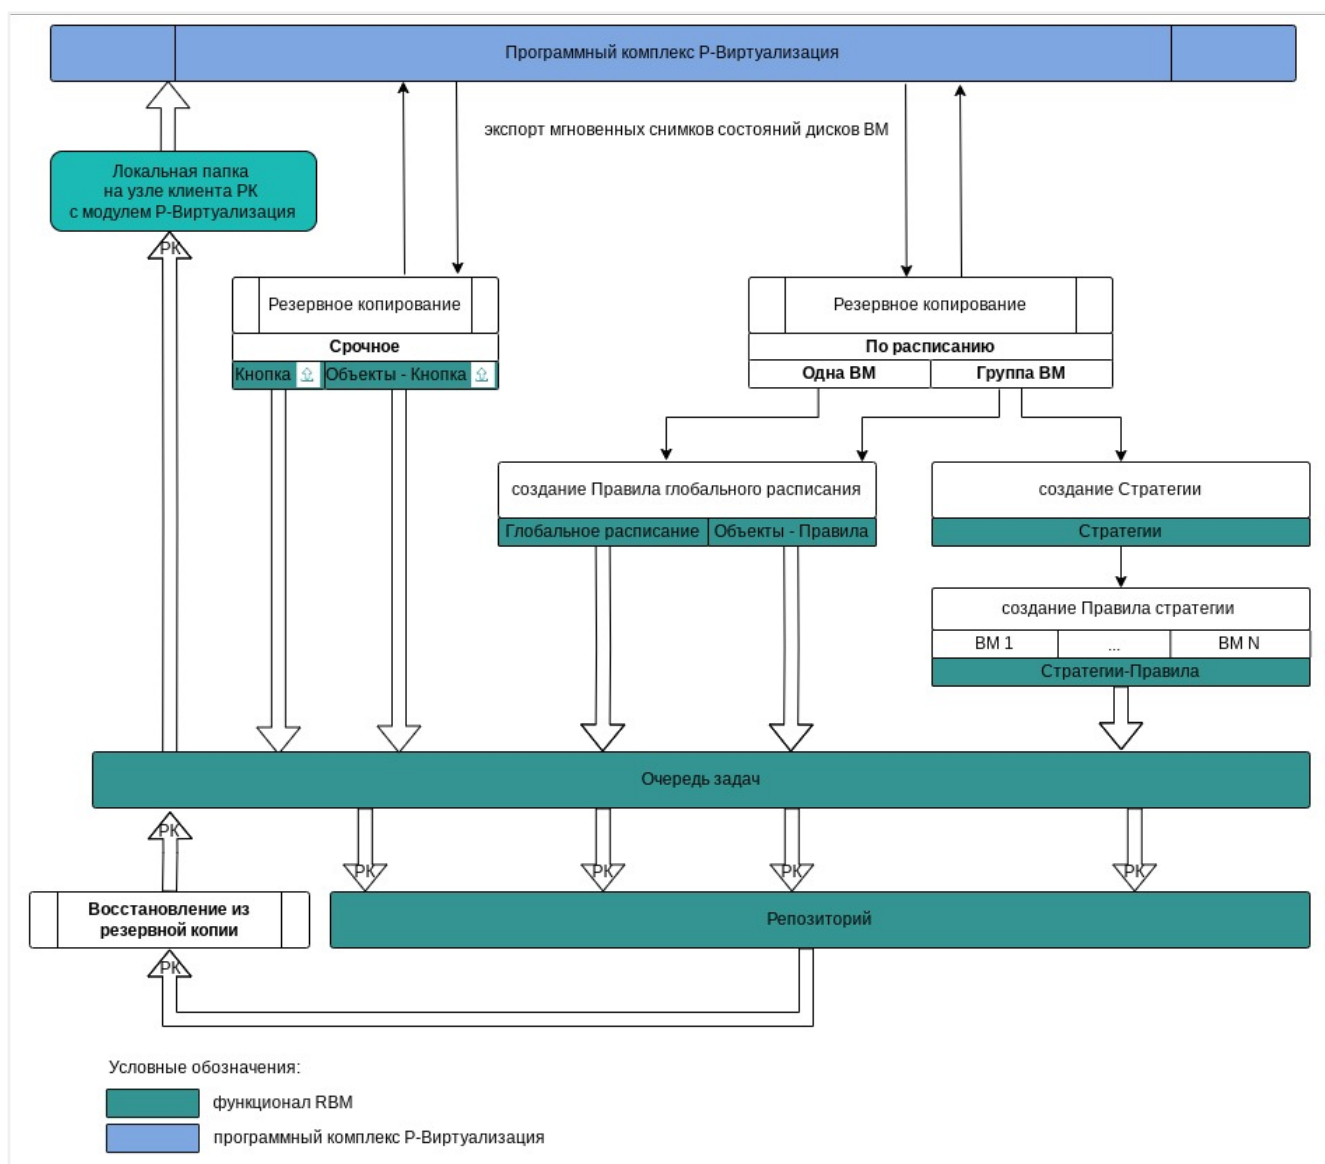 Программный комплекс Р-Виртуализация
экспорт мгновенных снимков состояний дисков ВМ
Локальная папка
на узле клиента РК
с модулем Р-Виртуализация
РК
Резервное копирование
Срочное
Кнопка
Объекты - Кнопка
Резервное копирование
По расписанию
Одна ВМ
Группа ВМ
создание Правила глобального расписания
Глобальное расписание
Объекты - Правила
создание Стратегии
Стратегии
создание Правила стратегии
ВМ 1
...
ВМ N
Стратегии-Правила
Очередь задач
РК
РК
РК
РК
РК
Восстановление из
резервной копии
Репозиторий
РК
Условные обозначения:
функционал RBM
программный комплекс Р-Виртуализация